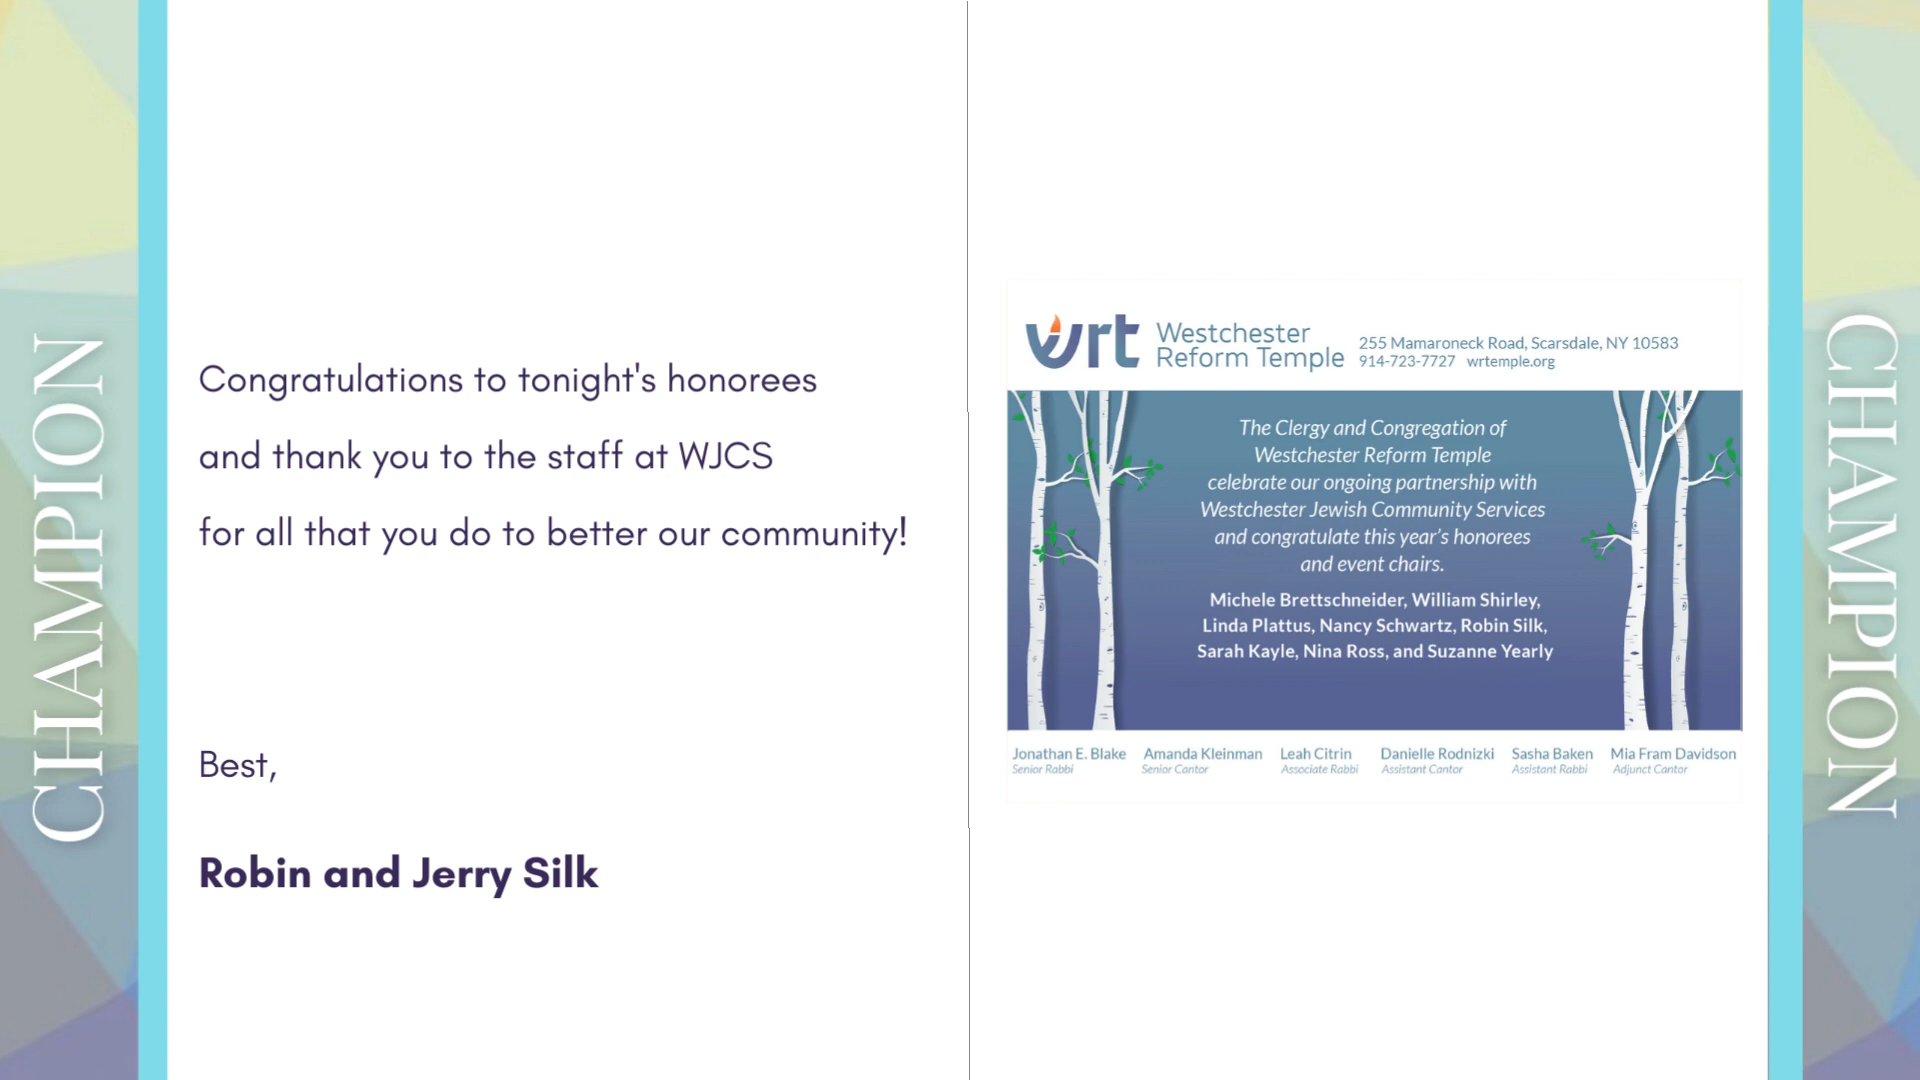 CHAMPION
Congratulations to tonight's honorees
and thank you to the staff at WJCS
for all that you do to better our community!
Best,
Robin and Jerry Silk
wrt
Westchester
Reform Temple
255 Mamaroneck Road, Scarsdale, NY 10583
914-723-7727 wrtemple.org
The Clergy and Congregation of
Westchester Reform Temple
celebrate our ongoing partnership with
Westchester Jewish Community Services
and congratulate this year's honorees
and event chairs.
Michele Brettschneider, William Shirley,
Linda Plattus, Nancy Schwartz, Robin Silk,
Sarah Kayle, Nina Ross, and Suzanne Yearly
Jonathan E. Blake Amanda Kleinman Leah Citrin Danielle Rodnizki Sasha Baken Mia Fram Davidson
Senior Rabbi Senior Cantor Associate Rabbi Assistant Cantor Assistant Rabbi Adjunct Cantor
CHAMPION